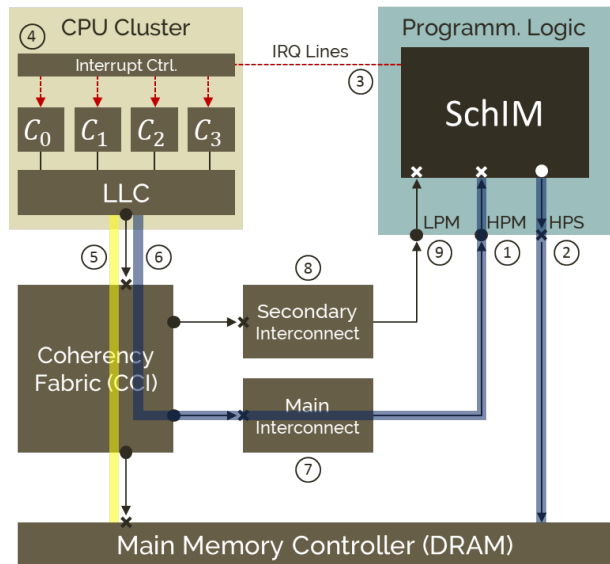 CPU Cluster
Programm. Logic
④
Interrupt Ctrl.
IRQ Lines
③
SchIM
C0
C1
C2
C3
LLC
LPM
HPM
HPS
⑤
⑥
⑨
①
②
⑧
Secondary
Interconnect
Coherency
Fabric (CCI)
Main
Interconnect
⑦
Main Memory Controller (DRAM)